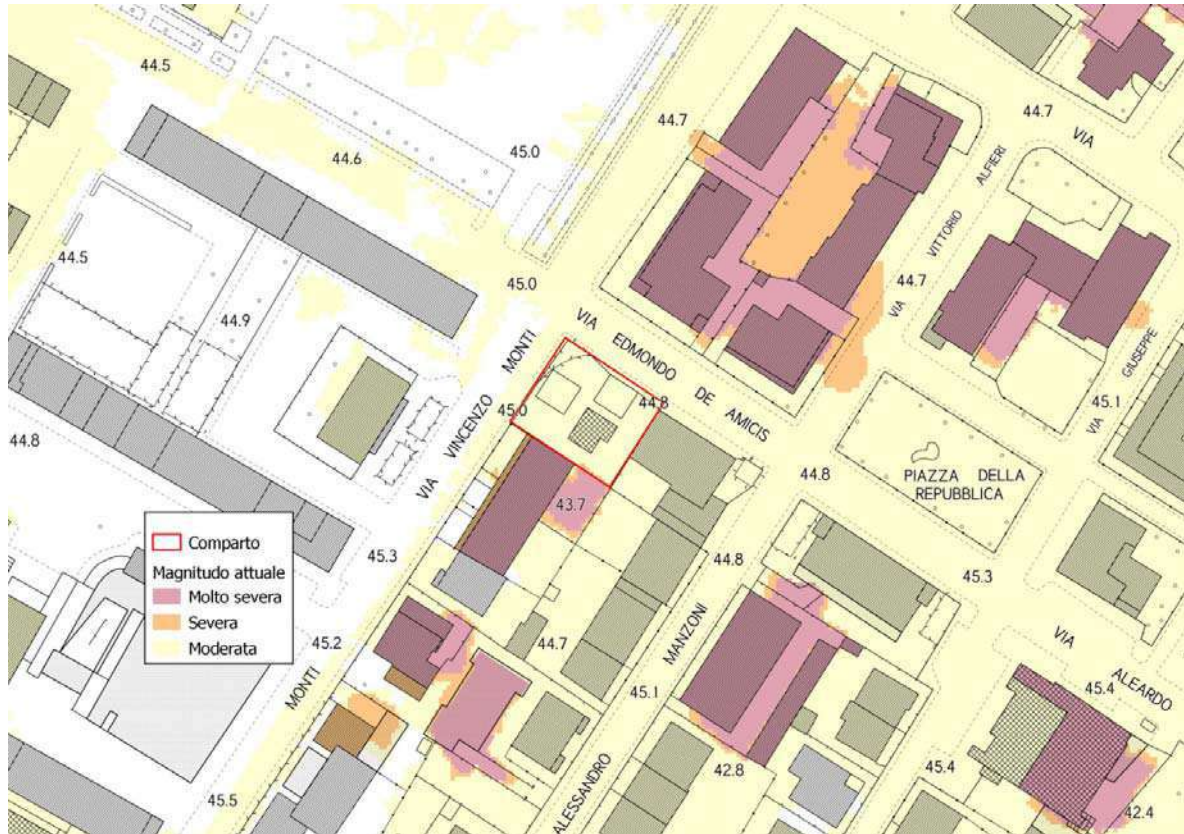 44.5
44.7
44.7
VIA
44.6
45.0
ALFIERI
VITTORIO
VIA
44.5
44.9
45.0
44.7
GIUSEPPE
VIA
VIA EDMONDO DE AMICIS
MONTI
VINCENZO
VIA
45.0
44.8
45.1
44.8
44.8
PIAZZA DELLA
REPUBBLICA
43.7
45.3
44.8
45.3
Comparto
Magnitudo attuale
Molto severa
Severa
Moderata
45.2
MONTI
44.7
MANZONI
45.1
ALESSANDRO
VIA
ALEARDO
45.4
42.8
45.4
45.5
42.4